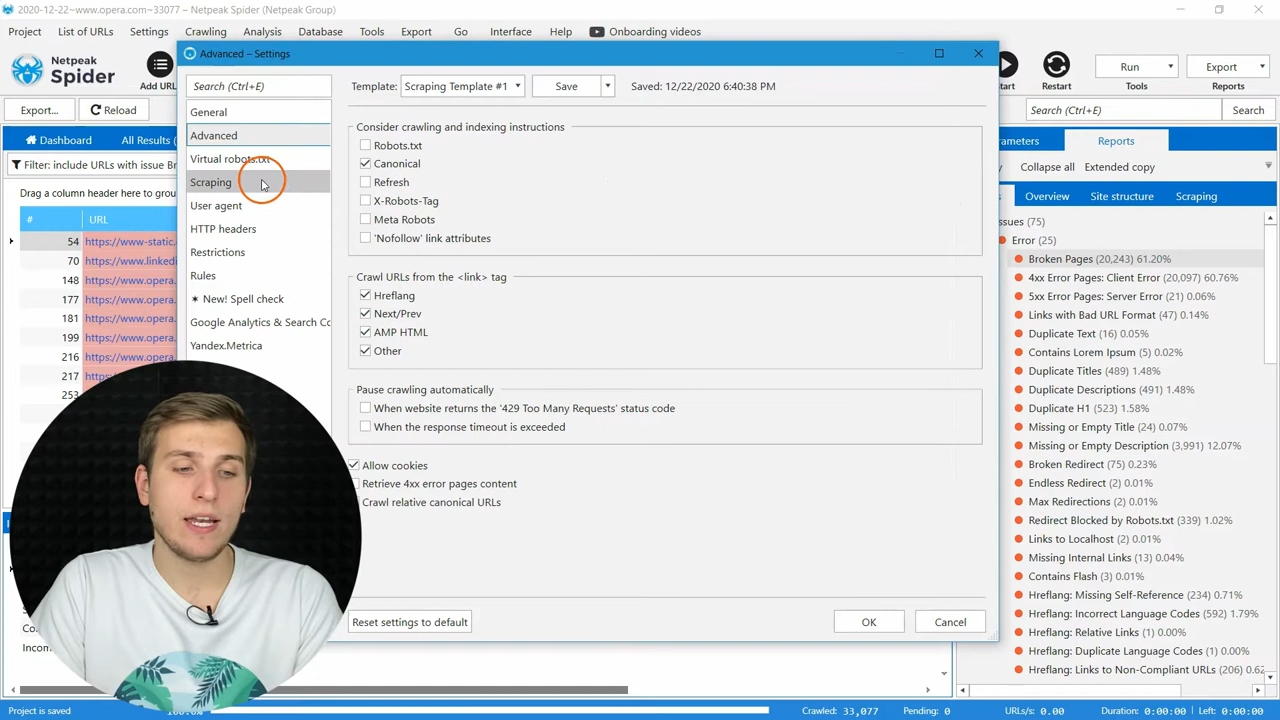 2020-12-22~www.opera.com~33077 — Netpeak Spider (Netpeak Group)
Project List of URLs Settings Crawling Analysis Database Tools Export Go Interface Help Onboarding videos
Netpeak
Spider
Add URL
Restart
Run
Tools
Export
Reports
Export... Reload
Search (Ctrl+E) Search
Dashboard All Results
Filter: include URLs with issue
Drag a column header here to
# URL
54 https://www-static.
70 https://www.linkedi
148 https://www.opera.
177 https://www.opera.
181 https://www.opera.
199 https://www.opera.
216 https://www.opera.
217
253
Advanced – Settings
Search (Ctrl+E)
General
Advanced
Virtual robots.txt
Scraping
User agent
HTTP headers
Restrictions
Rules
✶ New! Spell check
Google Analytics & Search Co
Yandex.Metrica
Template: Scraping Template #1 Save Saved: 12/22/2020 6:40:38 PM
Consider crawling and indexing instructions
Robots.txt
Canonical
Refresh
X-Robots-Tag
Meta Robots
'Nofollow' link attributes
Crawl URLs from the <link> tag
Hreflang
Next/Prev
AMP HTML
Other
Pause crawling automatically
When website returns the '429 Too Many Requests' status code
When the response timeout is exceeded
Allow cookies
Retrieve 4xx error pages content
Crawl relative canonical URLs
Reset settings to default OK Cancel
Reports
Collapse all Extended copy
Overview Site structure Scraping
ssues (75)
Error (25)
Broken Pages (20,243) 61.20%
4xx Error Pages: Client Error (20,097) 60.76%
5xx Error Pages: Server Error (21) 0.06%
Links with Bad URL Format (47) 0.14%
Duplicate Text (16) 0.05%
Contains Lorem Ipsum (5) 0.02%
Duplicate Titles (489) 1.48%
Duplicate Descriptions (491) 1.48%
Duplicate H1 (523) 1.58%
Missing or Empty Title (24) 0.07%
Missing or Empty Description (3,991) 12.07%
Broken Redirect (75) 0.23%
Endless Redirect (2) 0.01%
Max Redirections (2) 0.01%
Redirect Blocked by Robots.txt (339) 1.02%
Links to Localhost (2) 0.01%
Missing Internal Links (13) 0.04%
Contains Flash (3) 0.01%
Hreflang: Missing Self-Reference (234) 0.71%
Hreflang: Incorrect Language Codes (592) 1.79%
Hreflang: Relative Links (1) 0.00%
Hreflang: Duplicate Language Codes (1) 0.00%
Hreflang: Links to Non-Compliant URLs (206) 0.62
Project is saved 100.0% Crawled: 33,077 Pending: 0 URLs/s: 0.00 Duration: 0:00:00 Left: 0:00:00